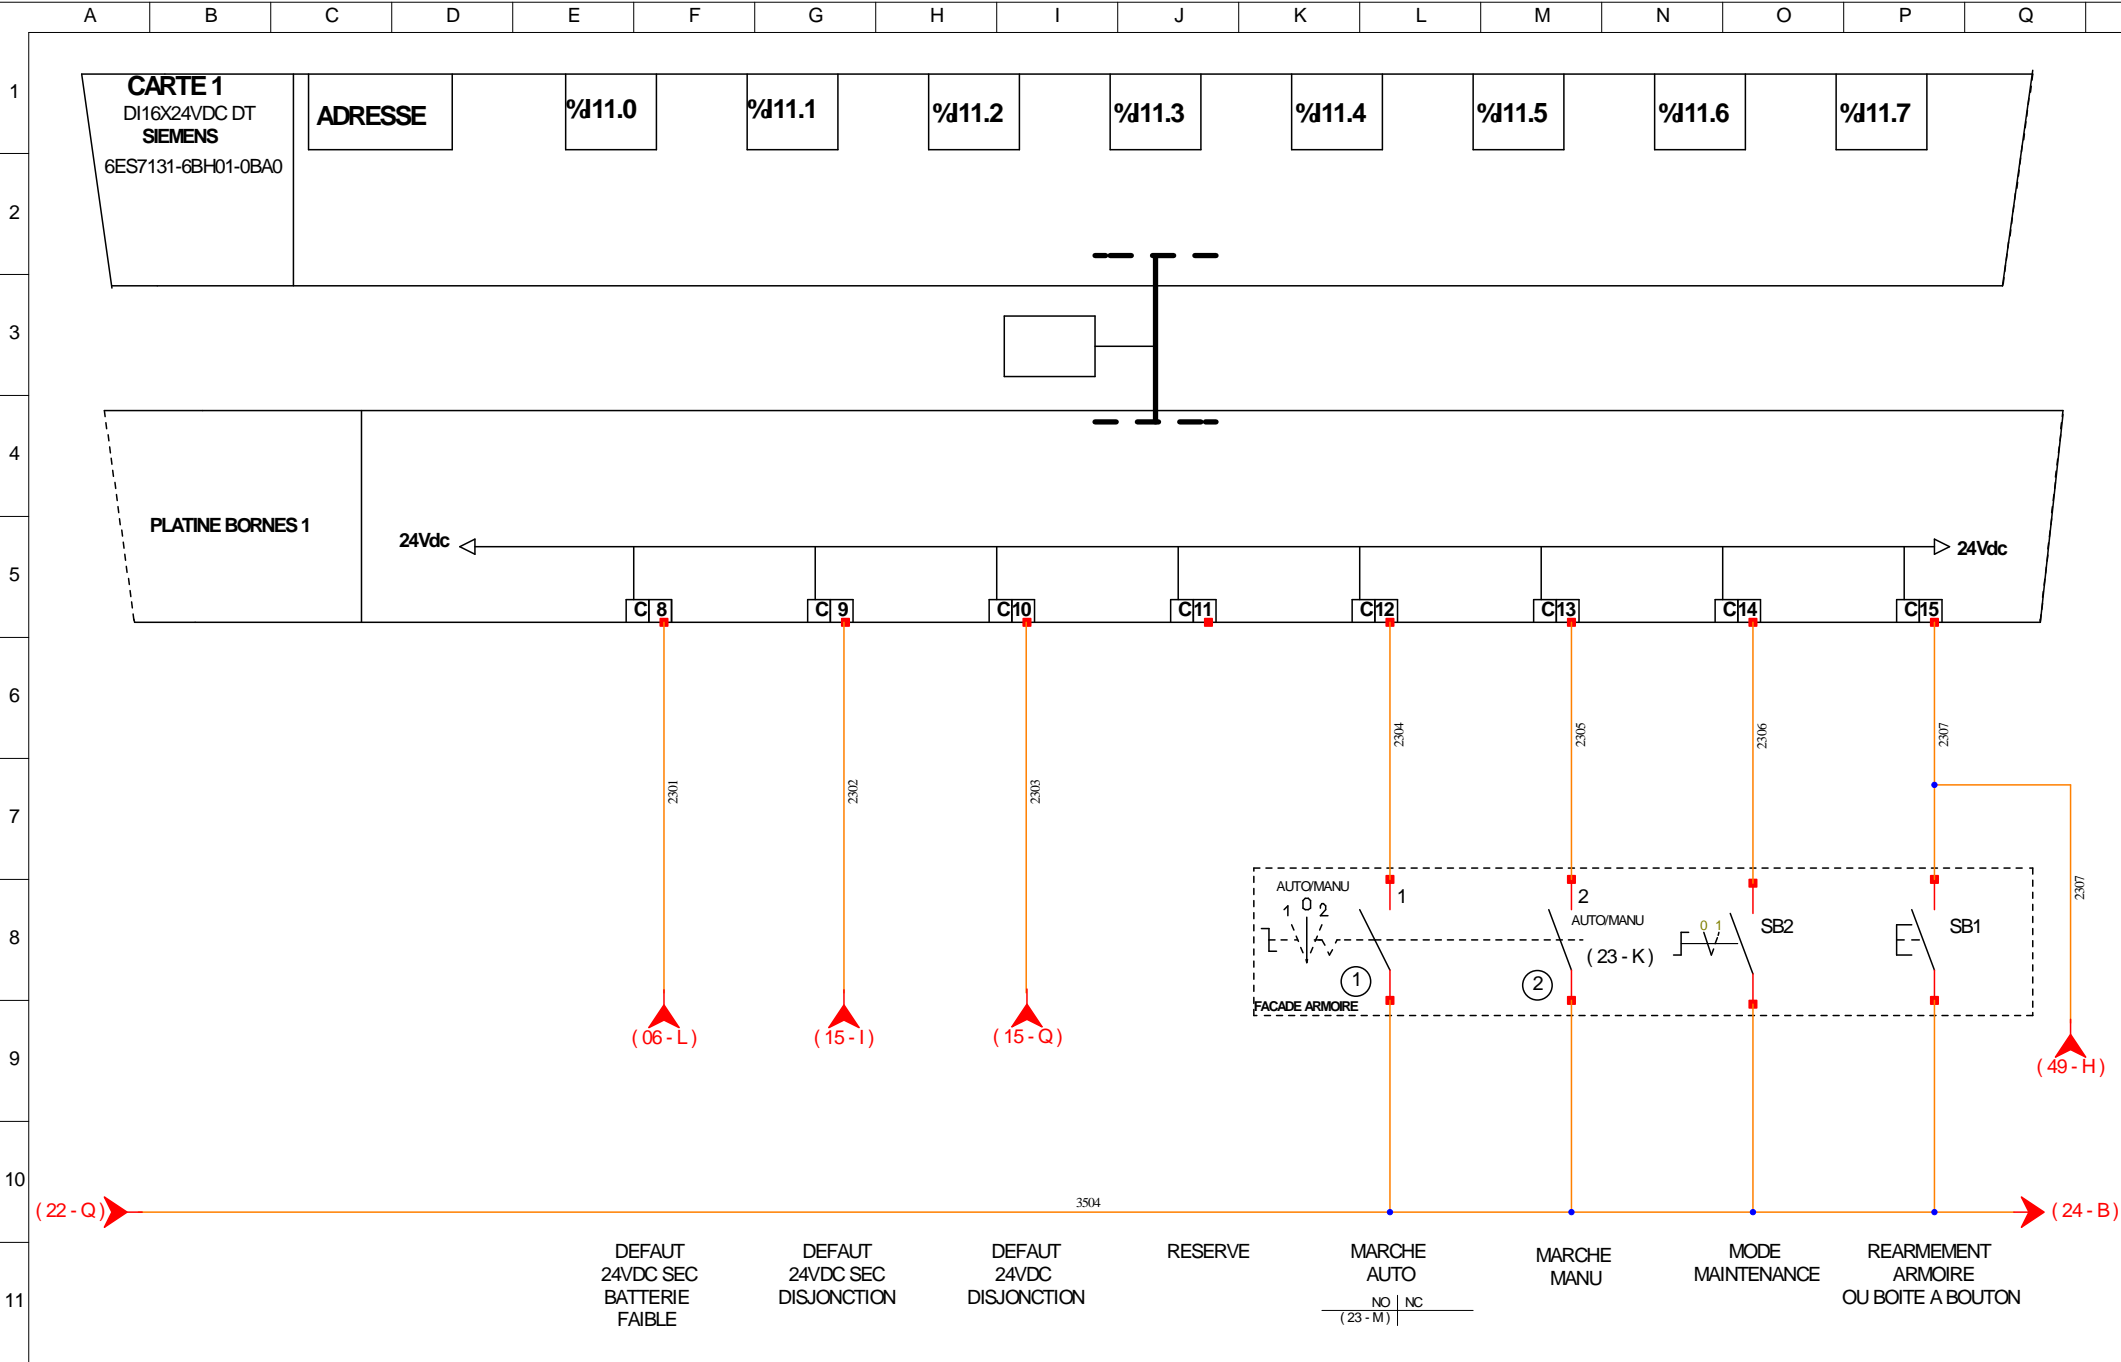 A B C D E F G H I J K L M N O P Q
1
CARTE 1
DI16X24VDC DT
SIEMENS
6ES7131-6BH01-0BA0
ADRESSE
%I11.0
%I11.1
%I11.2
%I11.3
%I11.4
%I11.5
%I11.6
%I11.7
2
3
4
PLATINE BORNES 1
24Vdc
24Vdc
5
C 8
C 9
C 10
C 11
C 12
C 13
C 14
C 15
6
2304
2305
2306
2307
7
2301
2302
2303
2307
8
AUTO/MANU
1 0 2
1
2
AUTO/MANU
( 23 - K )
0 1
SB2
SB1
1
2
FACADE ARMOIRE
9
( 06 - L )
( 15 - I )
( 15 - Q )
( 49 - H )
10
( 22 - Q )
3504
( 24 - B )
11
DEFAUT
24VDC SEC
BATTERIE
FAIBLE
DEFAUT
24VDC SEC
DISJONCTION
DEFAUT
24VDC
DISJONCTION
RESERVE
MARCHE
AUTO
NO NC
( 23 - M )
MARCHE
MANU
MODE
MAINTENANCE
REARMEMENT
ARMOIRE
OU BOITE A BOUTON